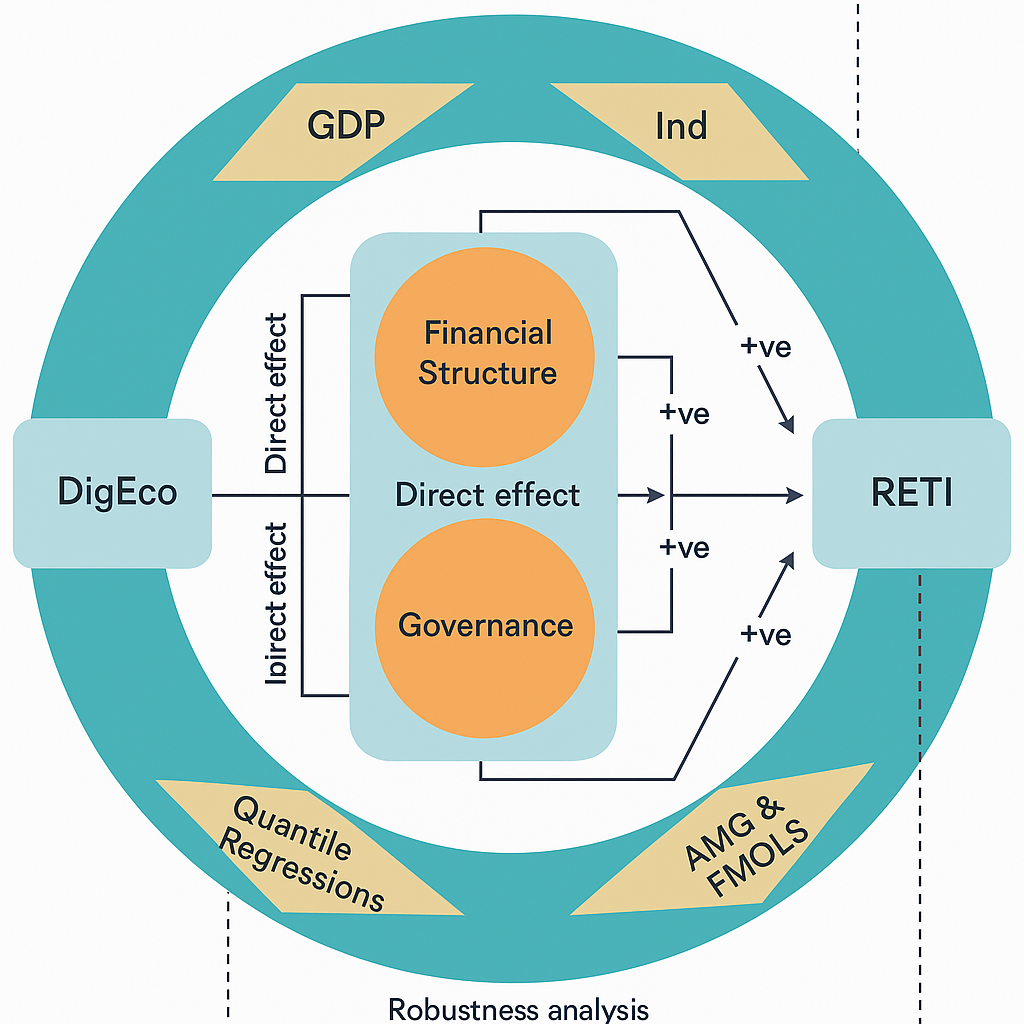 GDP
Ind
Financial
Structure
+ve
Direct effect
+ve
DigEco
Direct effect
RETI
+ve
Ibirect effect
Governance
+ve
Quantile
Regressions
AMG &
FMOLS
Robustness analysis